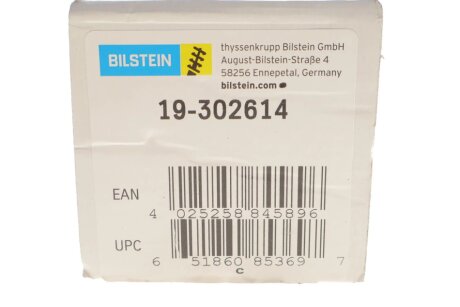 BILSTEIN
thyssenkrupp Bilstein GmbH
August-Bilstein-Straße 4
58256 Ennepetal, Germany
bilstein.com
19-302614
EAN
4 025258 845896
UPC
6 51860 85369 7
c